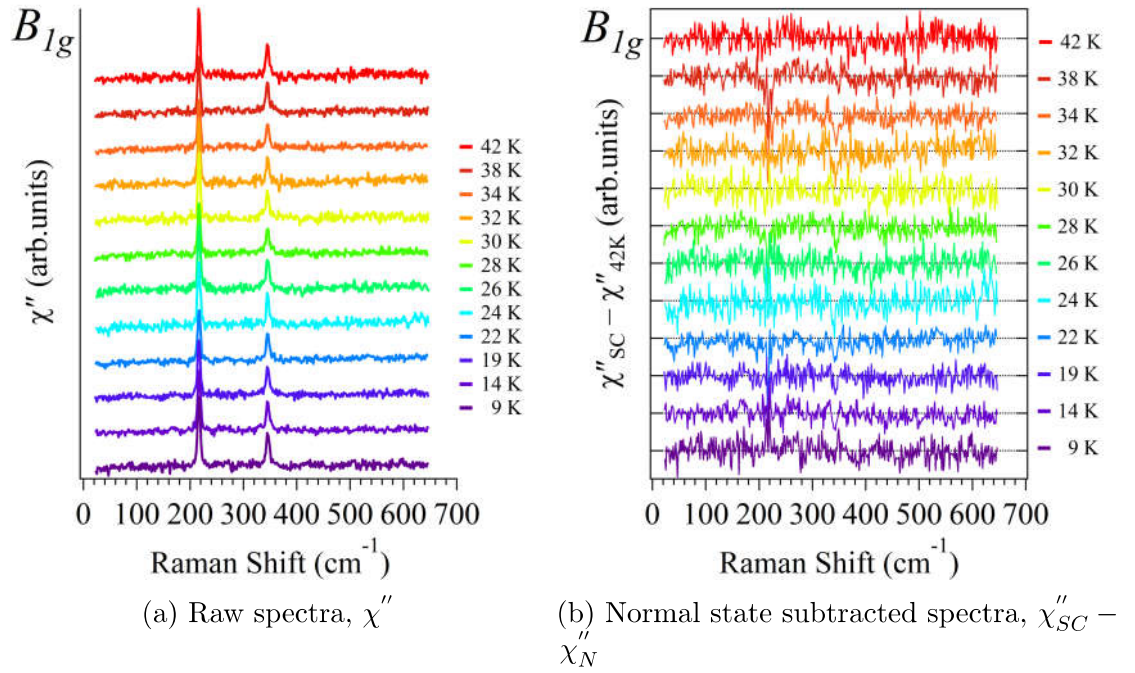 B1g
χ″ (arb.units)
42 K
38 K
34 K
32 K
30 K
28 K
26 K
24 K
22 K
19 K
14 K
9 K
0 100 200 300 400 500 600 700
Raman Shift (cm-1)
(a) Raw spectra, χ″
B1g
χ″SC − χ″42K (arb.units)
42 K
38 K
34 K
32 K
30 K
28 K
26 K
24 K
22 K
19 K
14 K
9 K
0 100 200 300 400 500 600 700
Raman Shift (cm-1)
(b) Normal state subtracted spectra, χ″SC −
χ″N